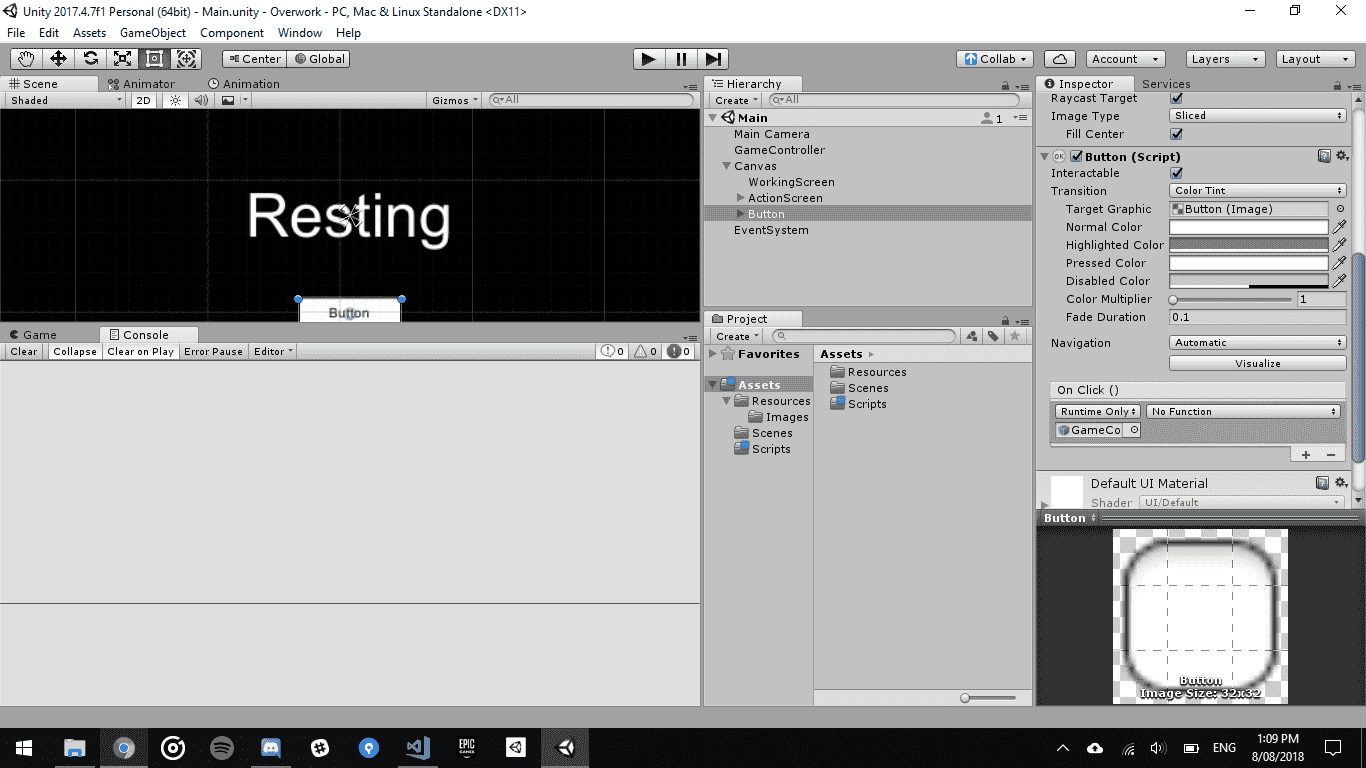 Unity 2017.4.7f1 Personal (64bit) - Main.unity - Overwork - PC, Mac & Linux Standalone <DX11>
File Edit Assets GameObject Component Window Help
Center Global Collab Account Layers Layout
Scene Animator Animation
Shaded 2D Gizmos All
Resting
Button
Game Console
Clear Collapse Clear on Play Error Pause Editor 0 0 0
Hierarchy
Create All
Main 1
Main Camera
GameController
Canvas
WorkingScreen
ActionScreen
Button
EventSystem
Project
Create
Favorites
Assets
Resources
Images
Scenes
Scripts
Assets
Resources
Scenes
Scripts
Inspector Services
Raycast Target
Image Type Sliced
Fill Center
OK Button (Script)
Interactable
Transition Color Tint
Target Graphic Button (Image)
Normal Color
Highlighted Color
Pressed Color
Disabled Color
Color Multiplier 1
Fade Duration 0.1
Navigation Automatic
Visualize
On Click ()
Runtime Only No Function
GameCo
+ −
Default UI Material
Shader UI/Default
Button
Button
Image Size: 32x32
EPIC GAMES
ENG
1:09 PM
8/08/2018